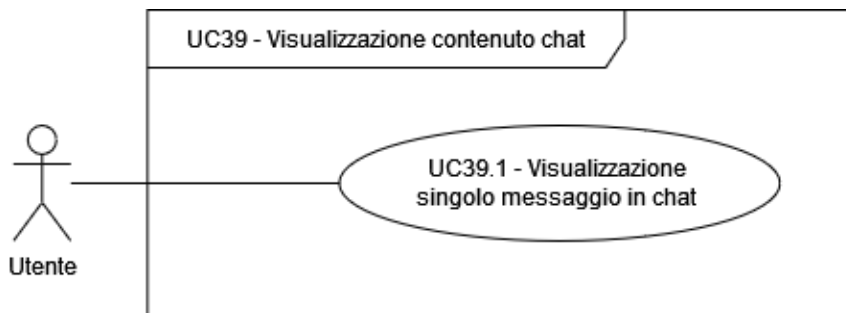 UC39 - Visualizzazione contenuto chat
UC39.1 - Visualizzazione
singolo messaggio in chat
Utente